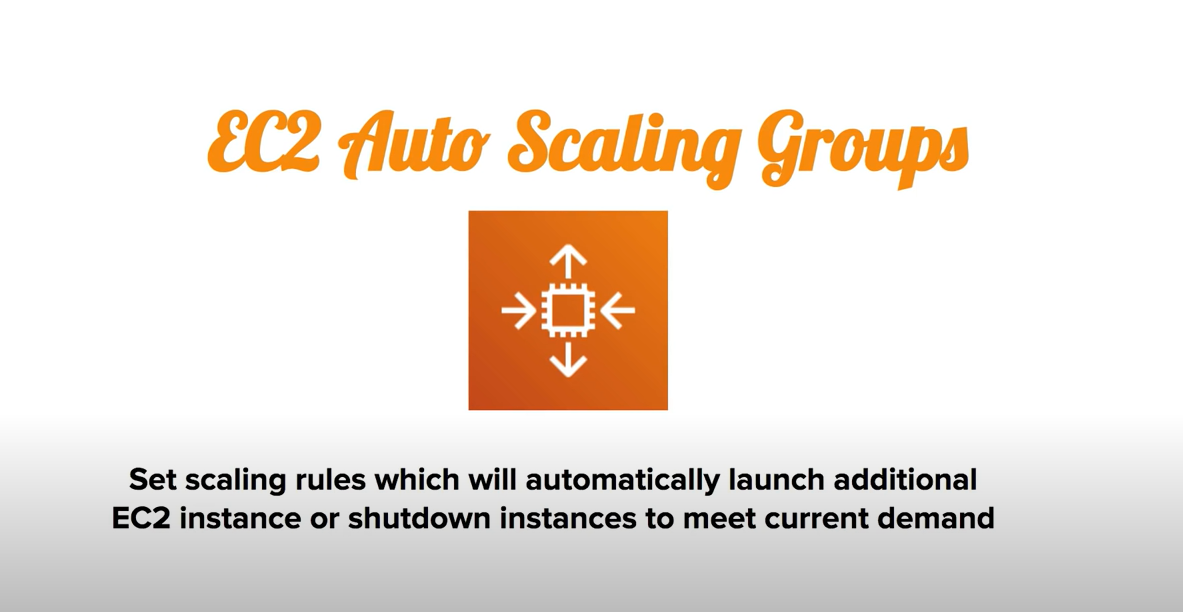 EC2 Auto Scaling Groups
Set scaling rules which will automatically launch additional
EC2 instance or shutdown instances to meet current demand